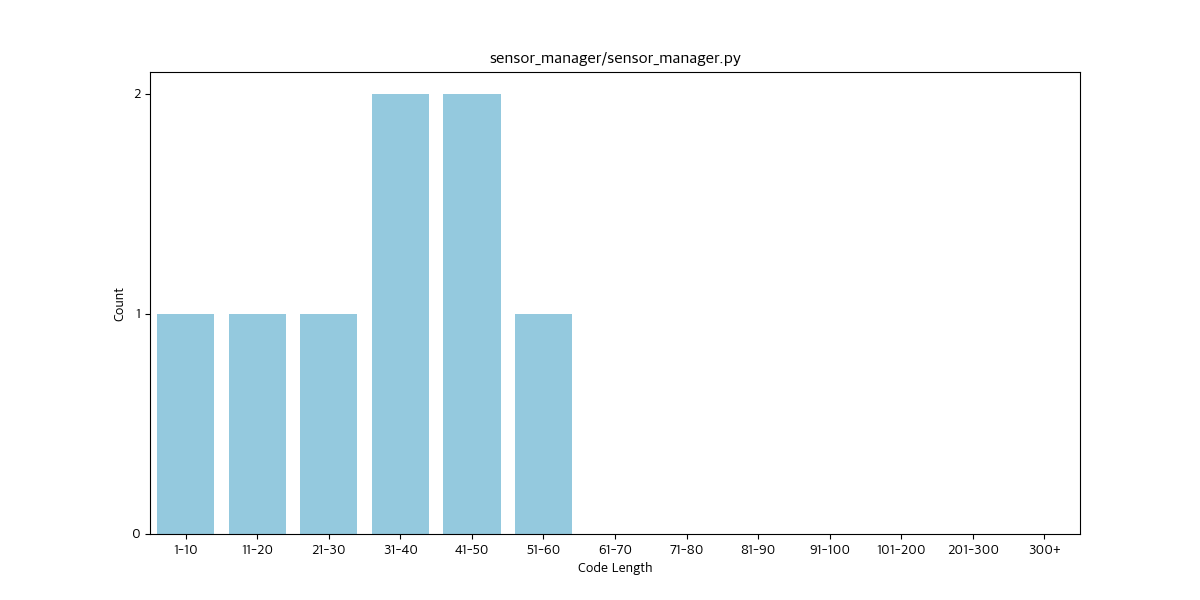 sensor_manager/sensor_manager.py
2
1
0
Count
1-10 11-20 21-30 31-40 41-50 51-60 61-70 71-80 81-90 91-100 101-200 201-300 300+
Code Length